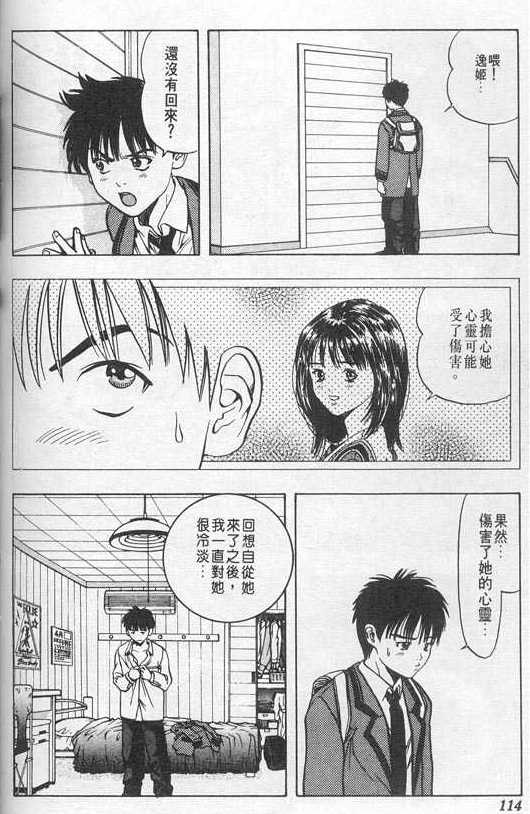 喂！
逸姬…
還沒有回來？
我擔心她
心靈可能
受了傷害。
果然…
傷害了她的心靈…
回想自從她
來了之後，
我一直對她
很冷淡…
114